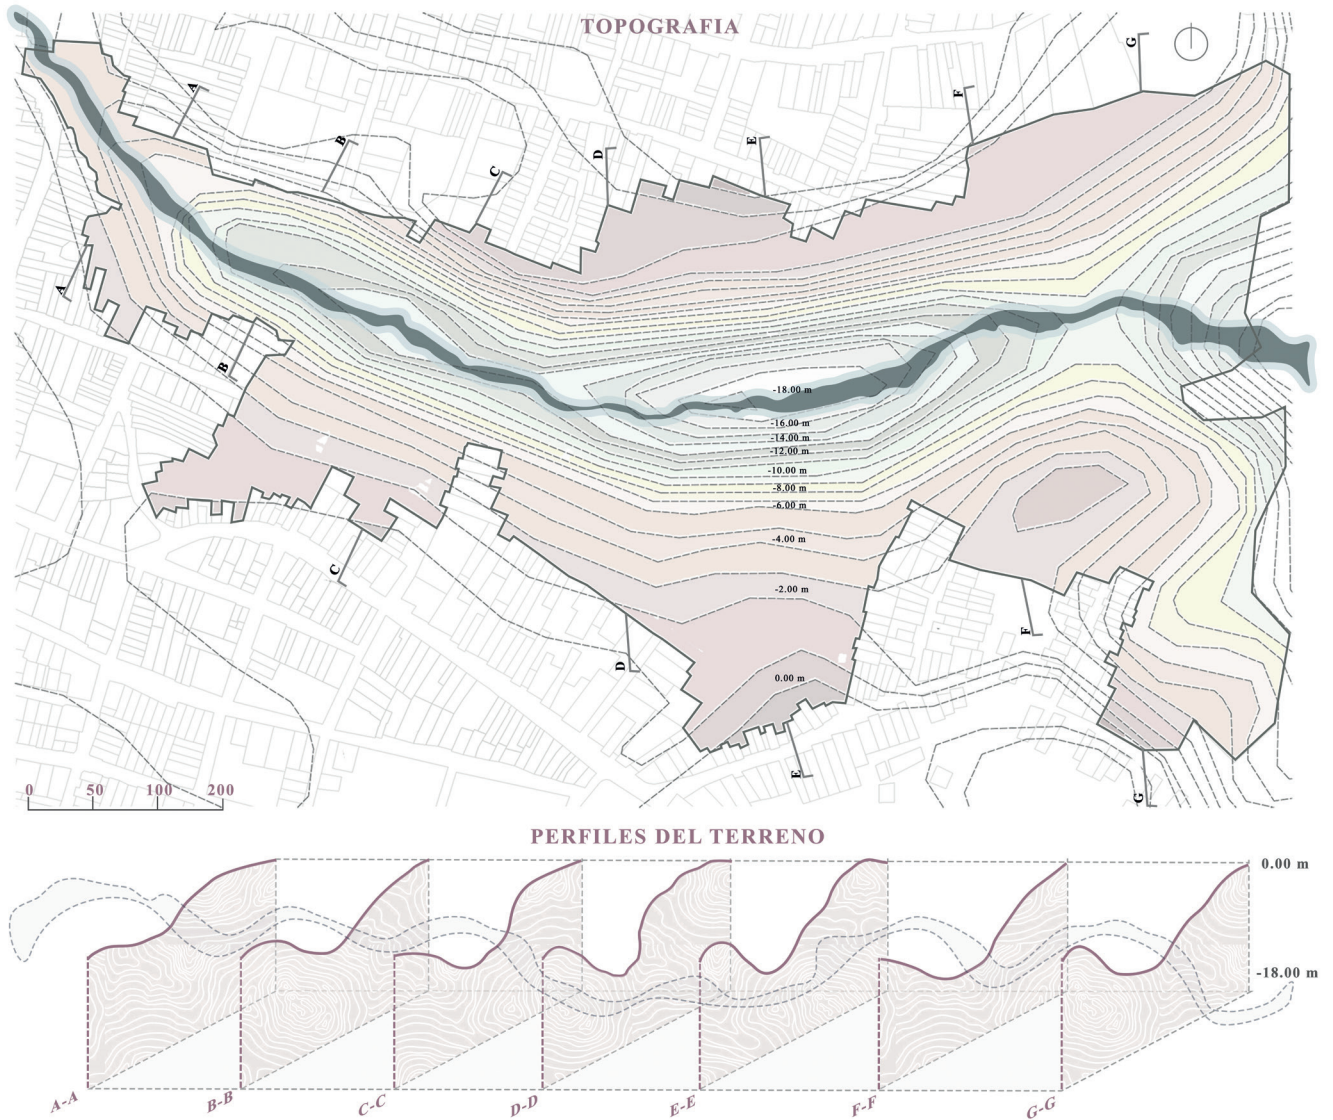 TOPOGRAFIA
G
A
F
B
E
D
C
A
B
-18.00 m
-16.00 m
-14.00 m
-12.00 m
-10.00 m
-8.00 m
-6.00 m
-4.00 m
C
-2.00 m
F
D
0.00 m
E
G
0 50 100 200
PERFILES DEL TERRENO
0.00 m
-18.00 m
A-A B-B C-C D-D E-E F-F G-G